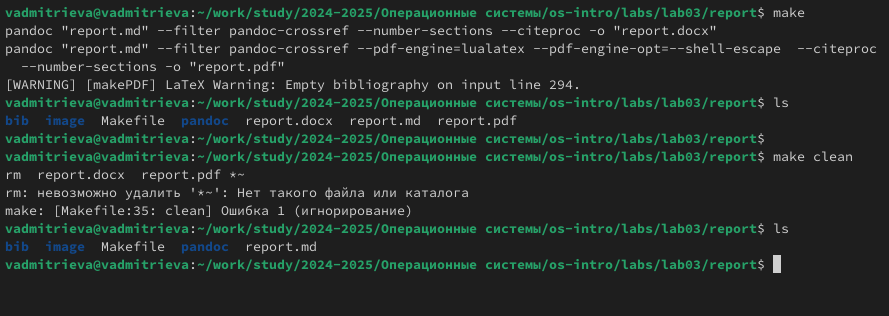 vadmitrieva@vadmitrieva:~/work/study/2024-2025/Операционные системы/os-intro/labs/lab03/report$ make
pandoc "report.md" --filter pandoc-crossref --number-sections --citeproc -o "report.docx"
pandoc "report.md" --filter pandoc-crossref --pdf-engine=lualatex --pdf-engine-opt=--shell-escape  --citeproc
  --number-sections -o "report.pdf"
[WARNING] [makePDF] LaTeX Warning: Empty bibliography on input line 294.
vadmitrieva@vadmitrieva:~/work/study/2024-2025/Операционные системы/os-intro/labs/lab03/report$ ls
bib  image  Makefile  pandoc  report.docx  report.md  report.pdf
vadmitrieva@vadmitrieva:~/work/study/2024-2025/Операционные системы/os-intro/labs/lab03/report$
vadmitrieva@vadmitrieva:~/work/study/2024-2025/Операционные системы/os-intro/labs/lab03/report$ make clean
rm  report.docx  report.pdf *~
rm: невозможно удалить '*~': Нет такого файла или каталога
make: [Makefile:35: clean] Ошибка 1 (игнорирование)
vadmitrieva@vadmitrieva:~/work/study/2024-2025/Операционные системы/os-intro/labs/lab03/report$ ls
bib  image  Makefile  pandoc  report.md
vadmitrieva@vadmitrieva:~/work/study/2024-2025/Операционные системы/os-intro/labs/lab03/report$